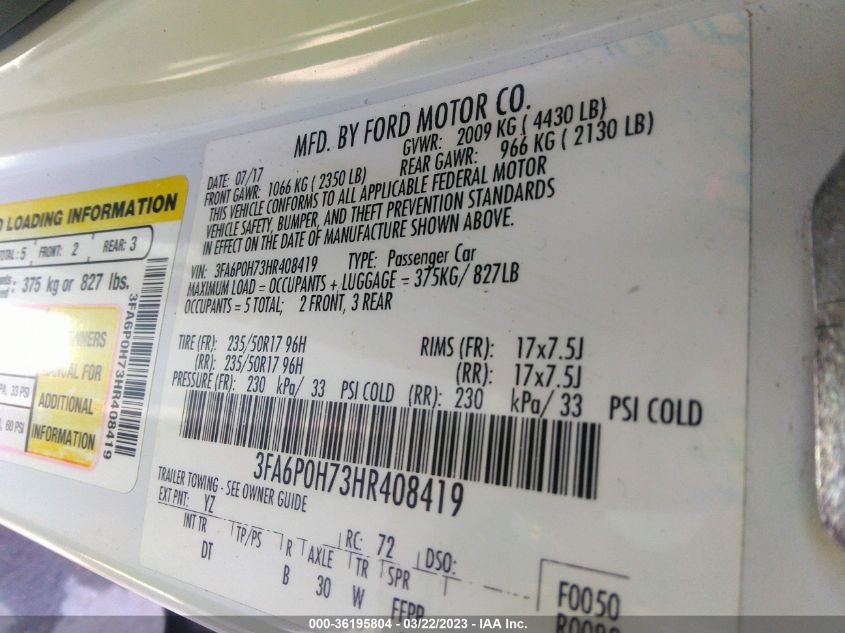 MFD. BY FORD MOTOR CO.
DATE: 07/17 GVWR: 2009 KG ( 4430 LB)
FRONT GAWR: 1066 KG ( 2350 LB) REAR GAWR: 966 KG ( 2130 LB)
THIS VEHICLE CONFORMS TO ALL APPLICABLE FEDERAL MOTOR
VEHICLE SAFETY, BUMPER, AND THEFT PREVENTION STANDARDS
IN EFFECT ON THE DATE OF MANUFACTURE SHOWN ABOVE.
VIN: 3FA6P0H73HR408419 TYPE: Passenger Car
MAXIMUM LOAD = OCCUPANTS + LUGGAGE = 375KG/ 827LB
OCCUPANTS = 5 TOTAL; 2 FRONT, 3 REAR
TIRE (FR): 235/50R17 96H RIMS (FR): 17x7.5J
(RR): 235/50R17 96H (RR): 17x7.5J
PRESSURE (FR): 230 kPa/ 33 PSI COLD (RR): 230 kPa/ 33 PSI COLD
3FA6P0H73HR408419
TRAILER TOWING - SEE OWNER GUIDE
EXT PNT: YZ RC: 72 DSO:
INT TR TP/PS R AXLE TR SPR
DT B 30 W
F0050
LOADING INFORMATION
TOTAL: 5 FRONT: 2 REAR: 3
375 kg or 827 lbs.
3FA6P0H73HR408419
FOR
33 PSI ADDITIONAL
60 PSI INFORMATION
000-36195804 - 03/22/2023 - IAA Inc.